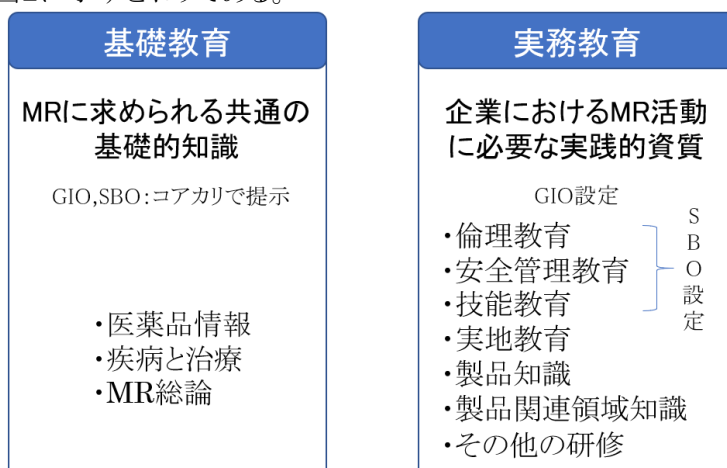 基礎教育
MRに求められる共通の
基礎的知識
GIO,SBO:コアカリで提示
・医薬品情報
・疾病と治療
・MR総論
実務教育
企業におけるMR活動
に必要な実践的資質
GIO設定
・倫理教育
・安全管理教育
・技能教育
・実地教育
・製品知識
・製品関連領域知識
・その他の研修
SBO設定